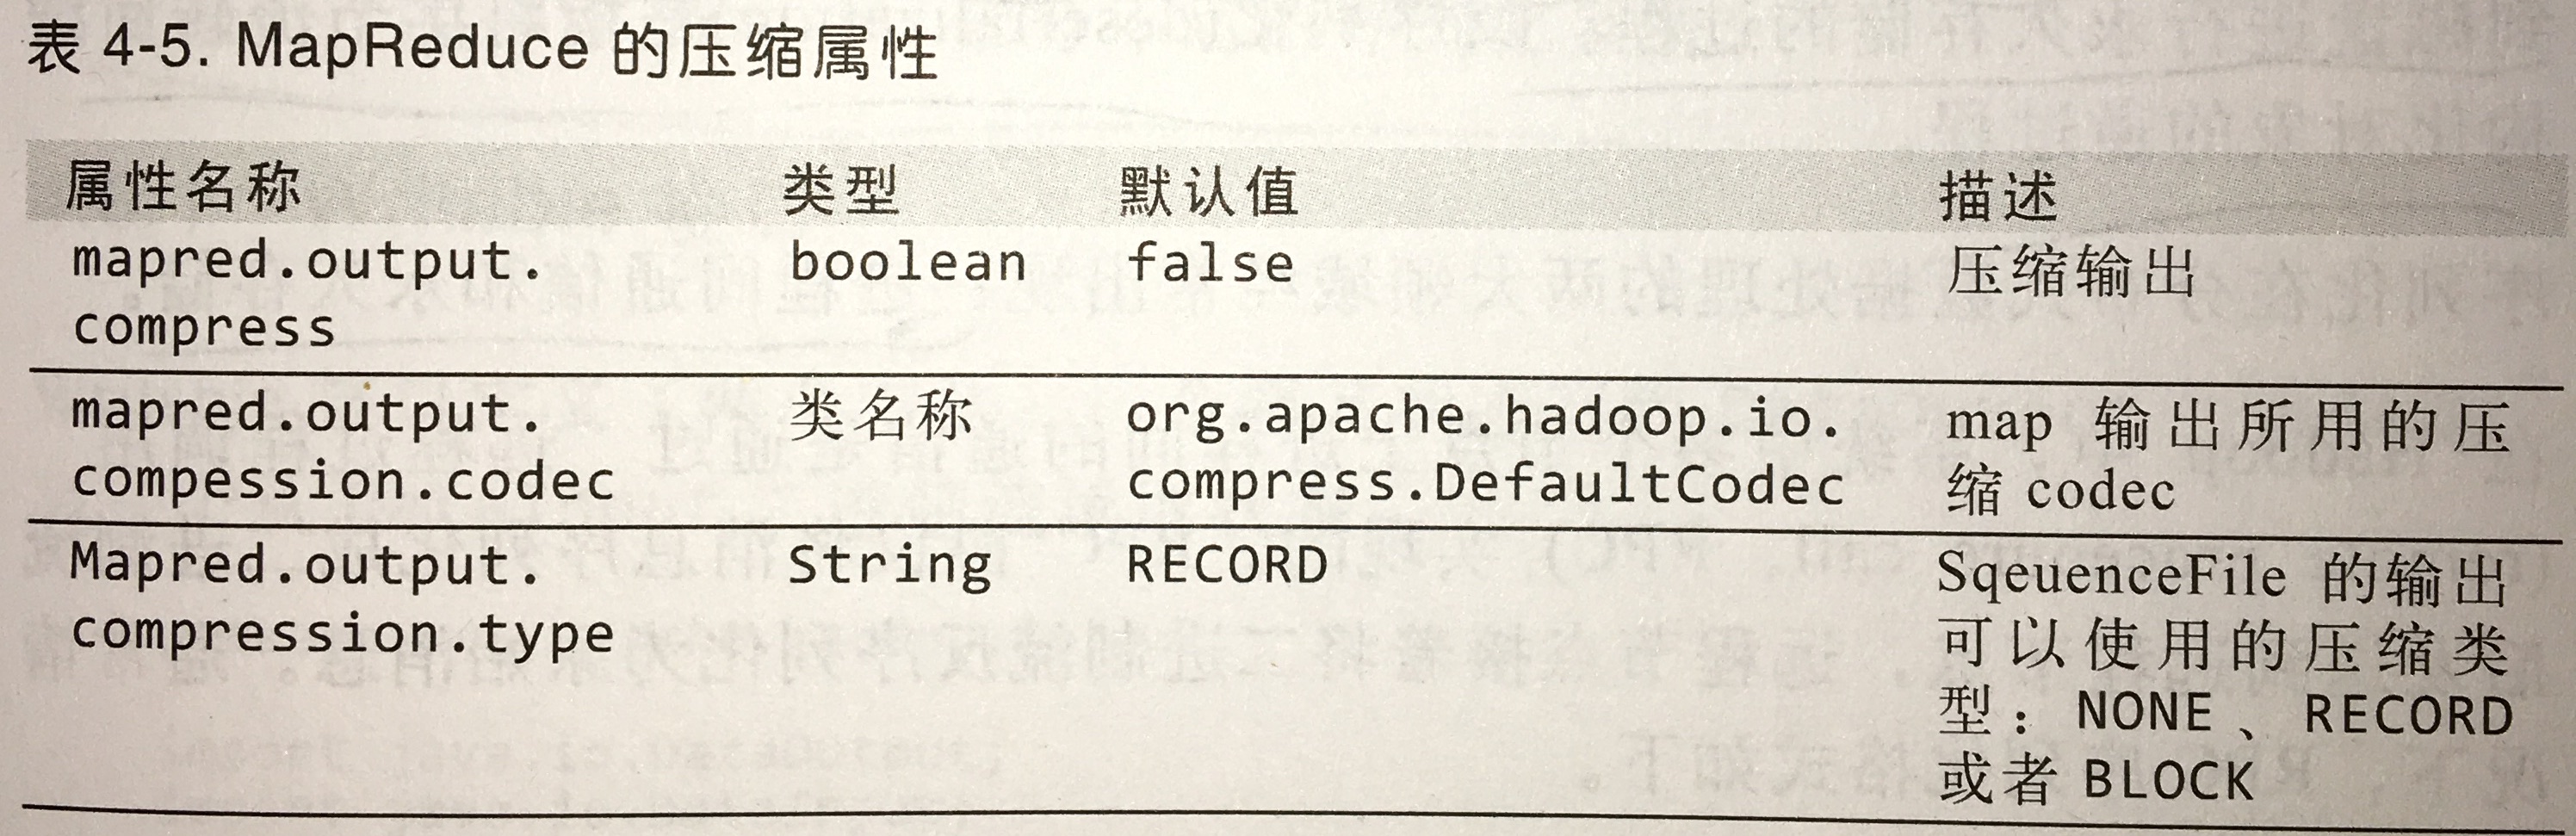 表 4-5. MapReduce 的压缩属性
属性名称 类型 默认值 描述
mapred.output. boolean false 压缩输出
compress
mapred.output. 类名称 org.apache.hadoop.io. map 输出所用的压
compession.codec compress.DefaultCodec 缩 codec
Mapred.output. String RECORD SqeuenceFile 的输出
compression.type 可以使用的压缩类
型：NONE、RECORD
或者 BLOCK